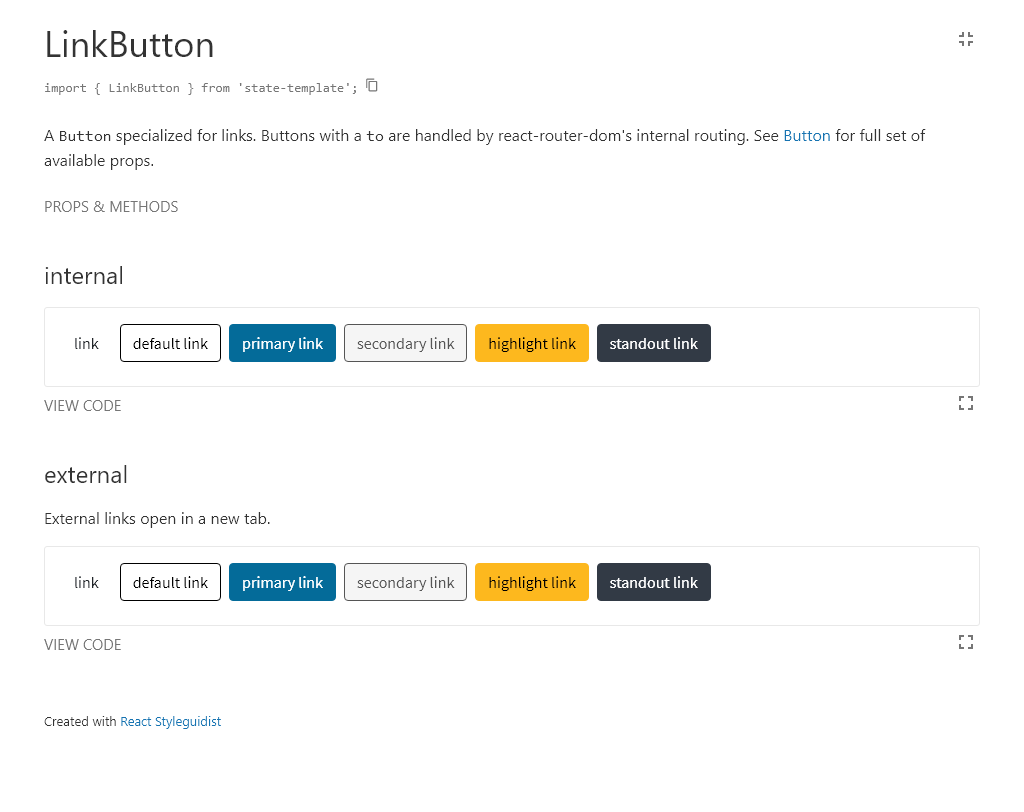 LinkButton
import { LinkButton } from 'state-template';
A Button specialized for links. Buttons with a to are handled by react-router-dom's internal routing. See Button for full set of
available props.
PROPS & METHODS
internal
link default link primary link secondary link highlight link standout link
VIEW CODE
external
External links open in a new tab.
link default link primary link secondary link highlight link standout link
VIEW CODE
Created with React Styleguidist